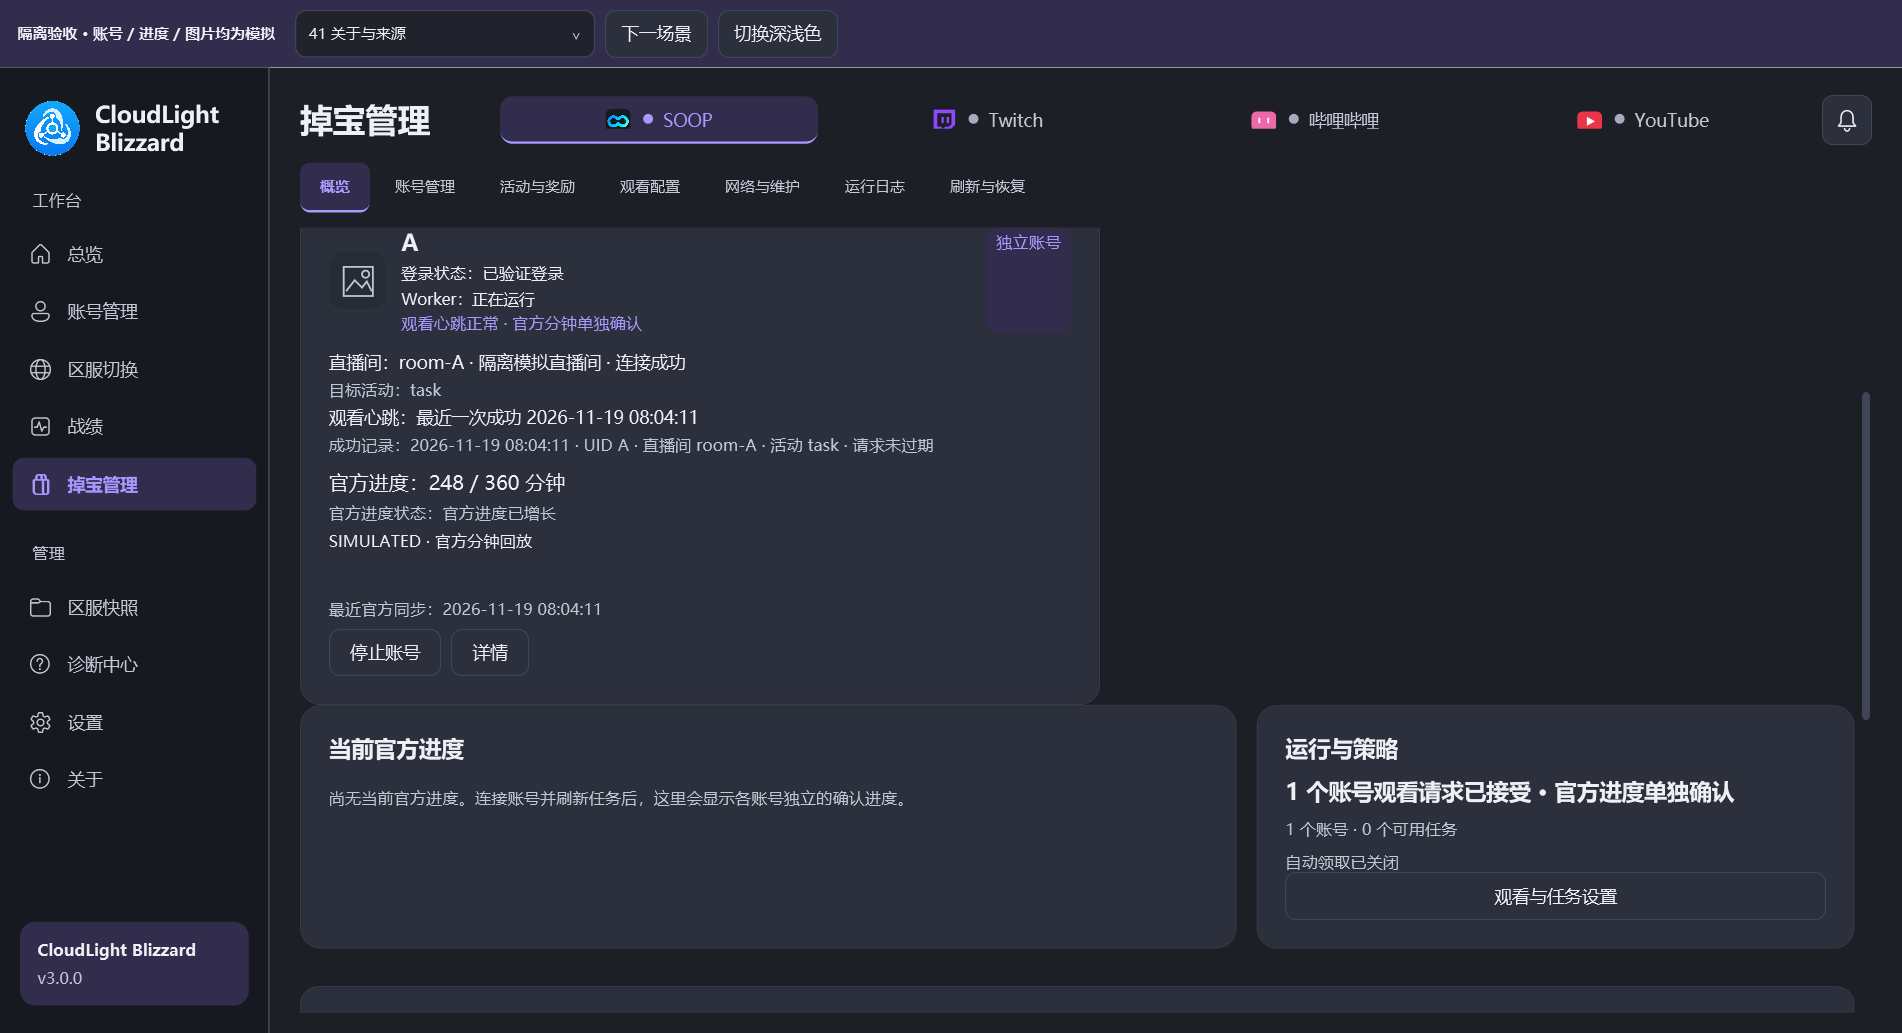 隔离验收 • 账号 / 进度 / 图片均为模拟
41 关于与来源
下一场景
切换深浅色
CloudLight
Blizzard
工作台
总览
账号管理
区服切换
战绩
掉宝管理
管理
区服快照
诊断中心
设置
关于
CloudLight Blizzard
v3.0.0
掉宝管理
SOOP
Twitch
哔哩哔哩
YouTube
概览
账号管理
活动与奖励
观看配置
网络与维护
运行日志
刷新与恢复
A
独立账号
登录状态：已验证登录
Worker：正在运行
观看心跳正常 · 官方分钟单独确认
直播间：room-A · 隔离模拟直播间 · 连接成功
目标活动：task
观看心跳：最近一次成功 2026-11-19 08:04:11
成功记录：2026-11-19 08:04:11 · UID A · 直播间 room-A · 活动 task · 请求未过期
官方进度：248 / 360 分钟
官方进度状态：官方进度已增长
SIMULATED · 官方分钟回放
最近官方同步：2026-11-19 08:04:11
停止账号
详情
当前官方进度
尚无当前官方进度。连接账号并刷新任务后，这里会显示各账号独立的确认进度。
运行与策略
1 个账号观看请求已接受 • 官方进度单独确认
1 个账号 · 0 个可用任务
自动领取已关闭
观看与任务设置